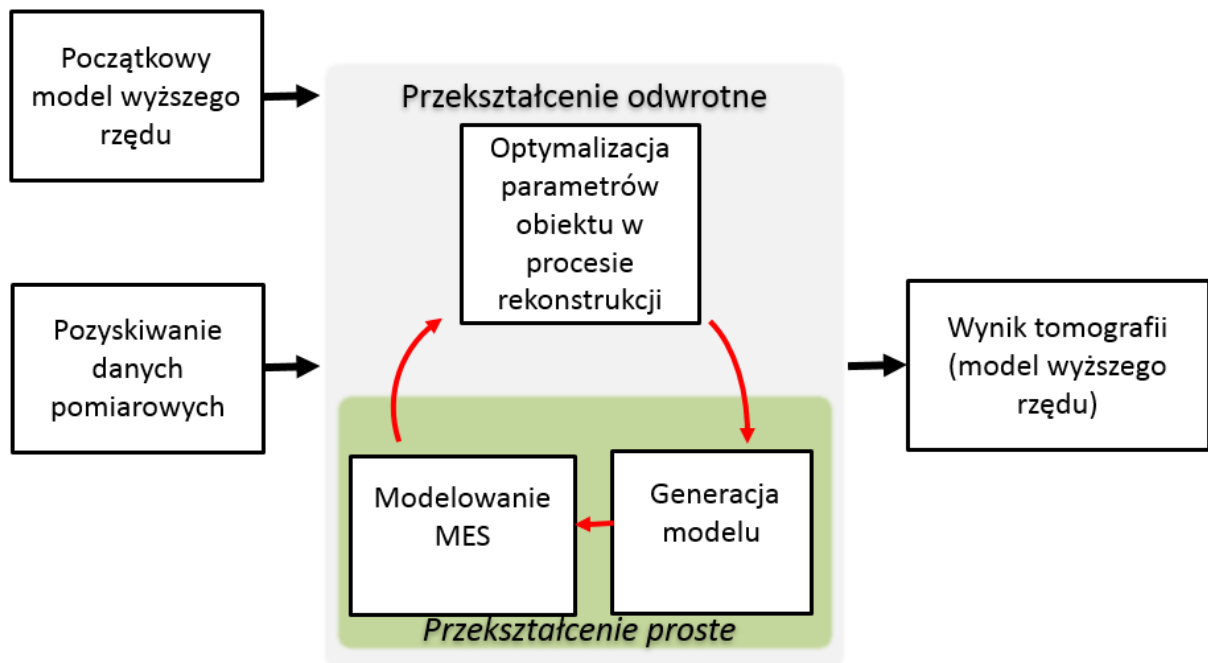 Początkowy
model wyższego
rzędu
Przekształcenie odwrotne
Optymalizacja
parametrów
obiektu w
procesie
rekonstrukcji
Pozyskiwanie
danych
pomiarowych
Wynik tomografii
(model wyższego
rzędu)
Modelowanie
MES
Generacja
modelu
Przekształcenie proste